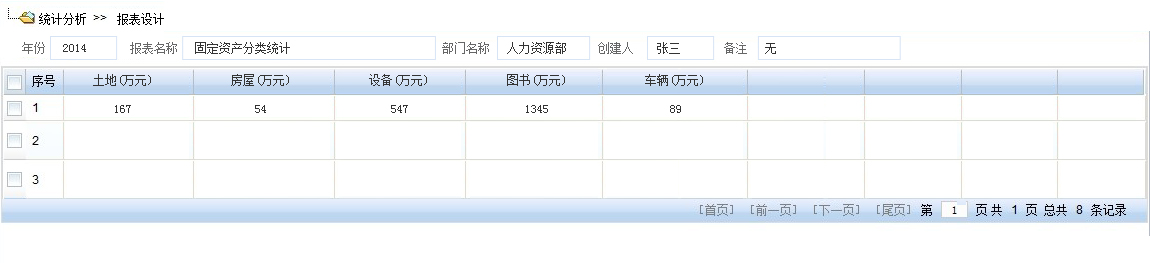 统计分析 >> 报表设计
年份 2014 报表名称 固定资产分类统计 部门名称 人力资源部 创建人 张三 备注 无
序号 土地(万元) 房屋(万元) 设备(万元) 图书(万元) 车辆(万元)
1 167 54 547 1345 89
2
3
[首页] [前一页] [下一页] [尾页] 第 1 页 共 1 页 总共 8 条记录